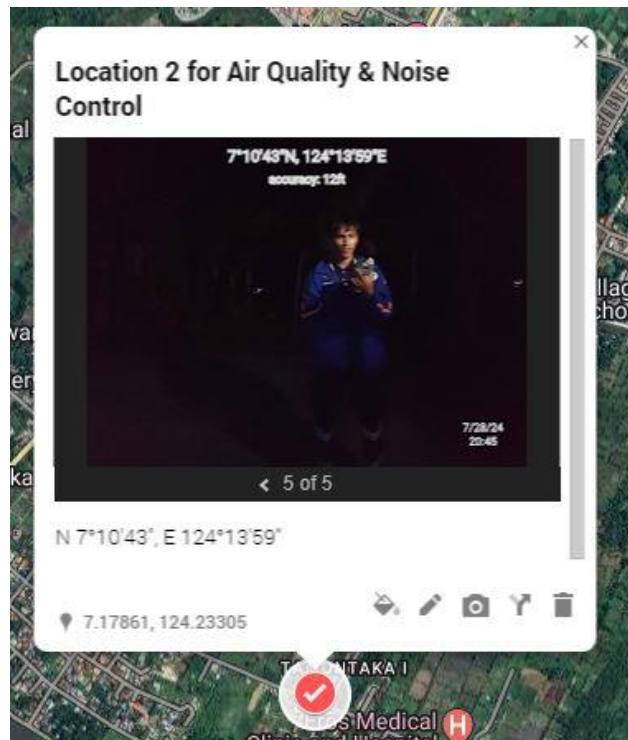 Location 2 for Air Quality & Noise
Control
7°10'43"N, 124°13'59"E
accuracy: 12ft
7/28/24
20:45
5 of 5
N 7°10'43", E 124°13'59"
7.17861, 124.23305
TAMONTAKA I
Medical
H